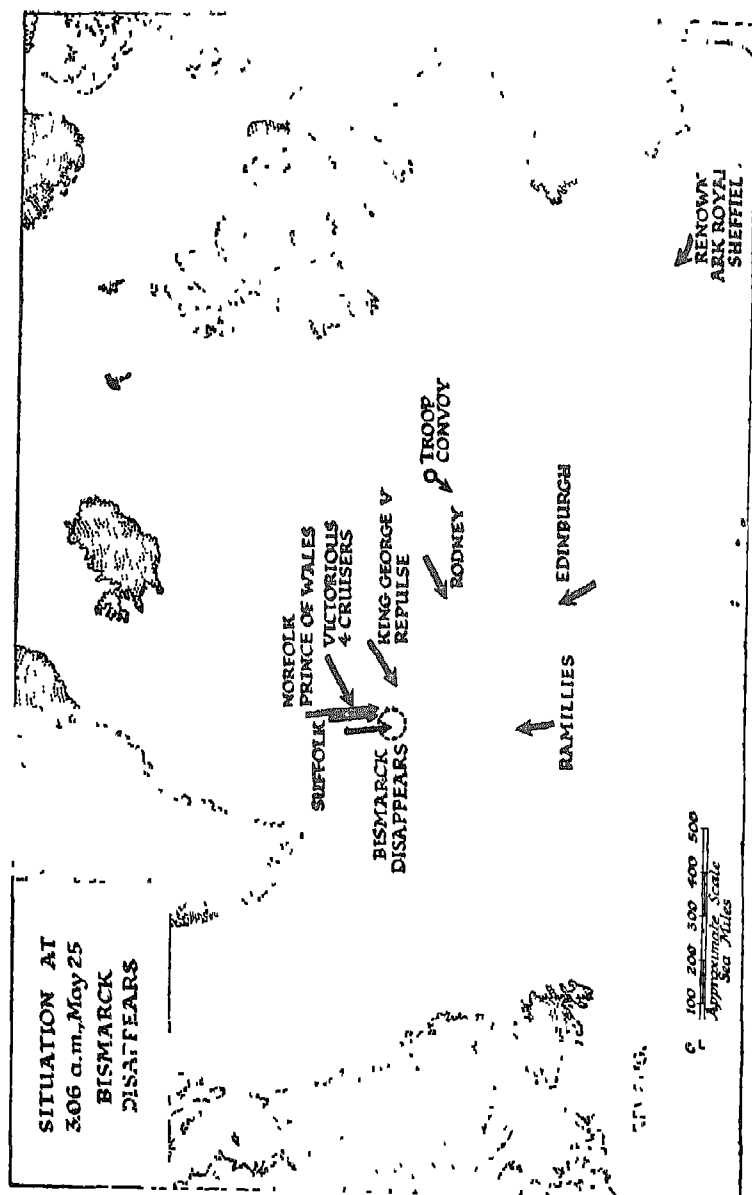 SITUATION AT
3.06 a.m., May 25
BISMARCK
DISAPPEARS
NORFOLK
PRINCE OF WALES
VICTORIOUS
4 CRUISERS
SUFFOLK
KING GEORGE V
REPULSE
BISMARCK
DISAPPEARS
TROOP
CONVOY
RODNEY
EDINBURGH
RAMILLIES
RENOWN
ARK ROYAL
SHEFFIEL
0 100 200 300 400 500
Approximate Scale
Sea Miles